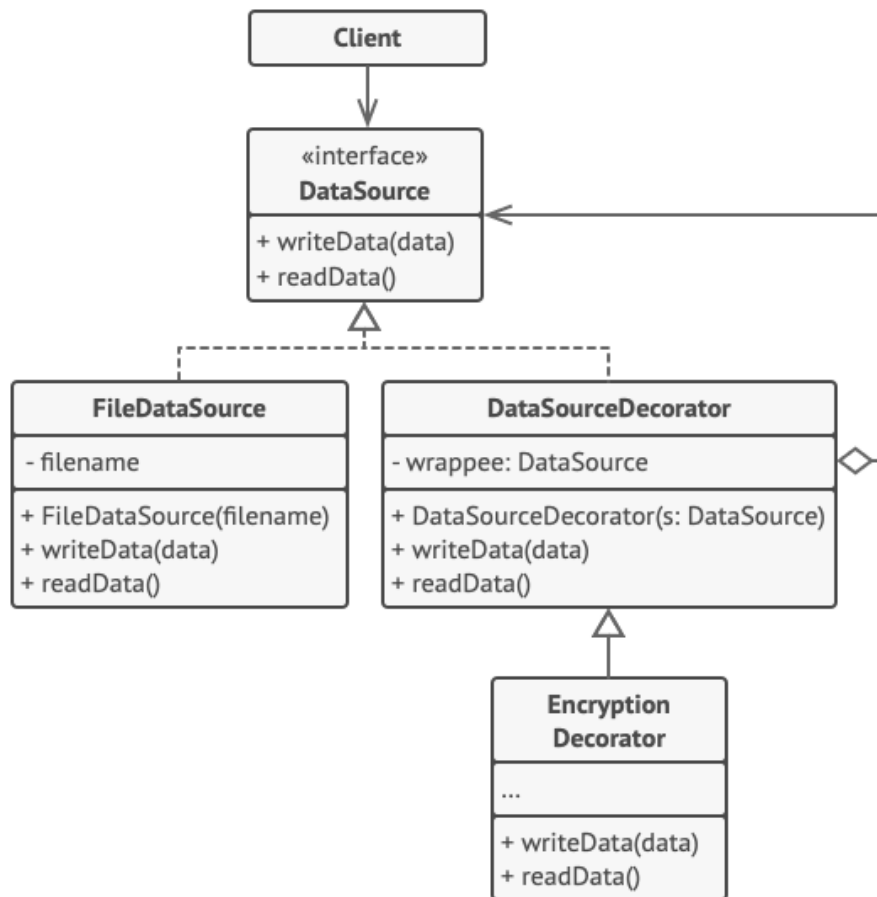 Client
«interface»
DataSource
+ writeData(data)
+ readData()
FileDataSource
- filename
+ FileDataSource(filename)
+ writeData(data)
+ readData()
DataSourceDecorator
- wrappee: DataSource
+ DataSourceDecorator(s: DataSource)
+ writeData(data)
+ readData()
Encryption
Decorator
...
+ writeData(data)
+ readData()